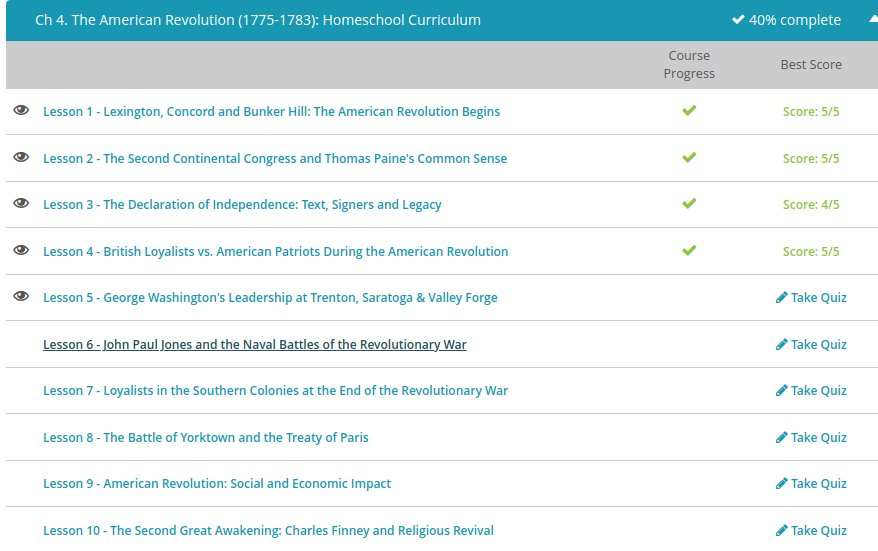 Ch 4. The American Revolution (1775-1783): Homeschool Curriculum 40% complete
Course Progress Best Score
Lesson 1 - Lexington, Concord and Bunker Hill: The American Revolution Begins Score: 5/5
Lesson 2 - The Second Continental Congress and Thomas Paine's Common Sense Score: 5/5
Lesson 3 - The Declaration of Independence: Text, Signers and Legacy Score: 4/5
Lesson 4 - British Loyalists vs. American Patriots During the American Revolution Score: 5/5
Lesson 5 - George Washington's Leadership at Trenton, Saratoga & Valley Forge Take Quiz
Lesson 6 - John Paul Jones and the Naval Battles of the Revolutionary War Take Quiz
Lesson 7 - Loyalists in the Southern Colonies at the End of the Revolutionary War Take Quiz
Lesson 8 - The Battle of Yorktown and the Treaty of Paris Take Quiz
Lesson 9 - American Revolution: Social and Economic Impact Take Quiz
Lesson 10 - The Second Great Awakening: Charles Finney and Religious Revival Take Quiz